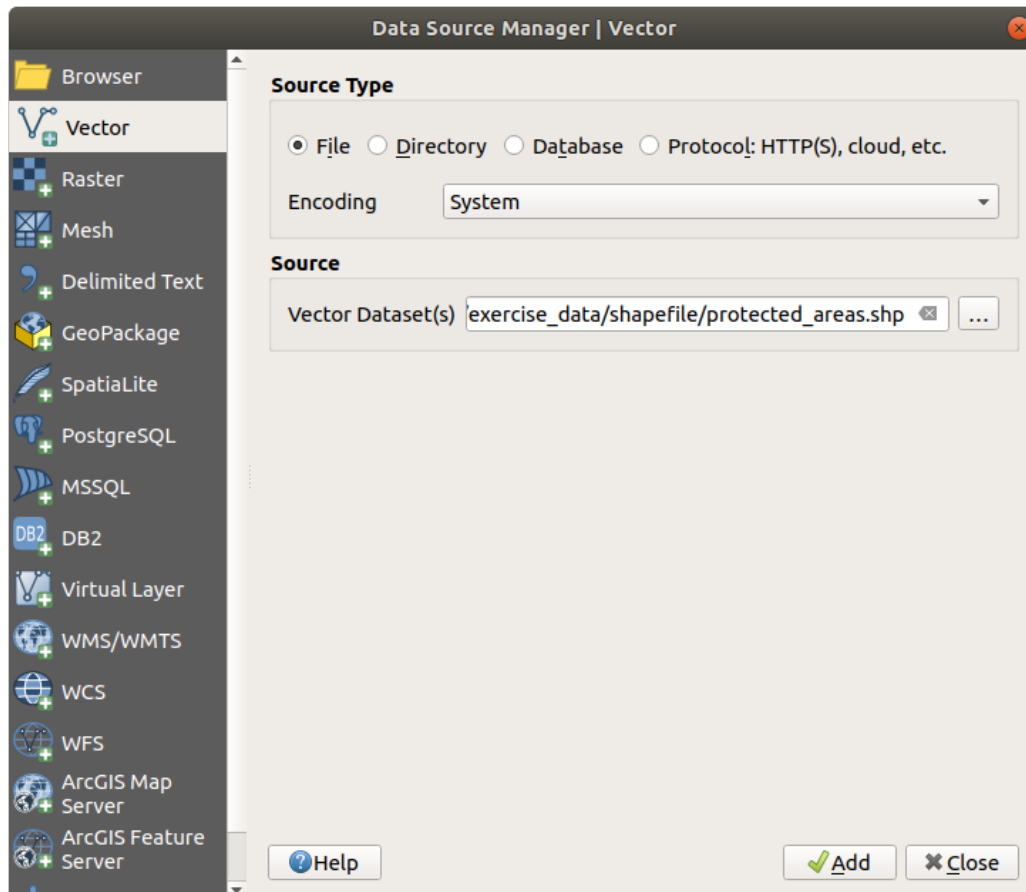 Data Source Manager | Vector
Browser
Vector
Raster
Mesh
Delimited Text
GeoPackage
SpatiaLite
PostgreSQL
MSSQL
DB2
DB2
Virtual Layer
WMS/WMTS
WCS
WFS
ArcGIS Map
Server
ArcGIS Feature
Server
Source Type
File Directory Database Protocol: HTTP(S), cloud, etc.
Encoding System
Source
Vector Dataset(s) /exercise_data/shapefile/protected_areas.shp ...
Help Add Close